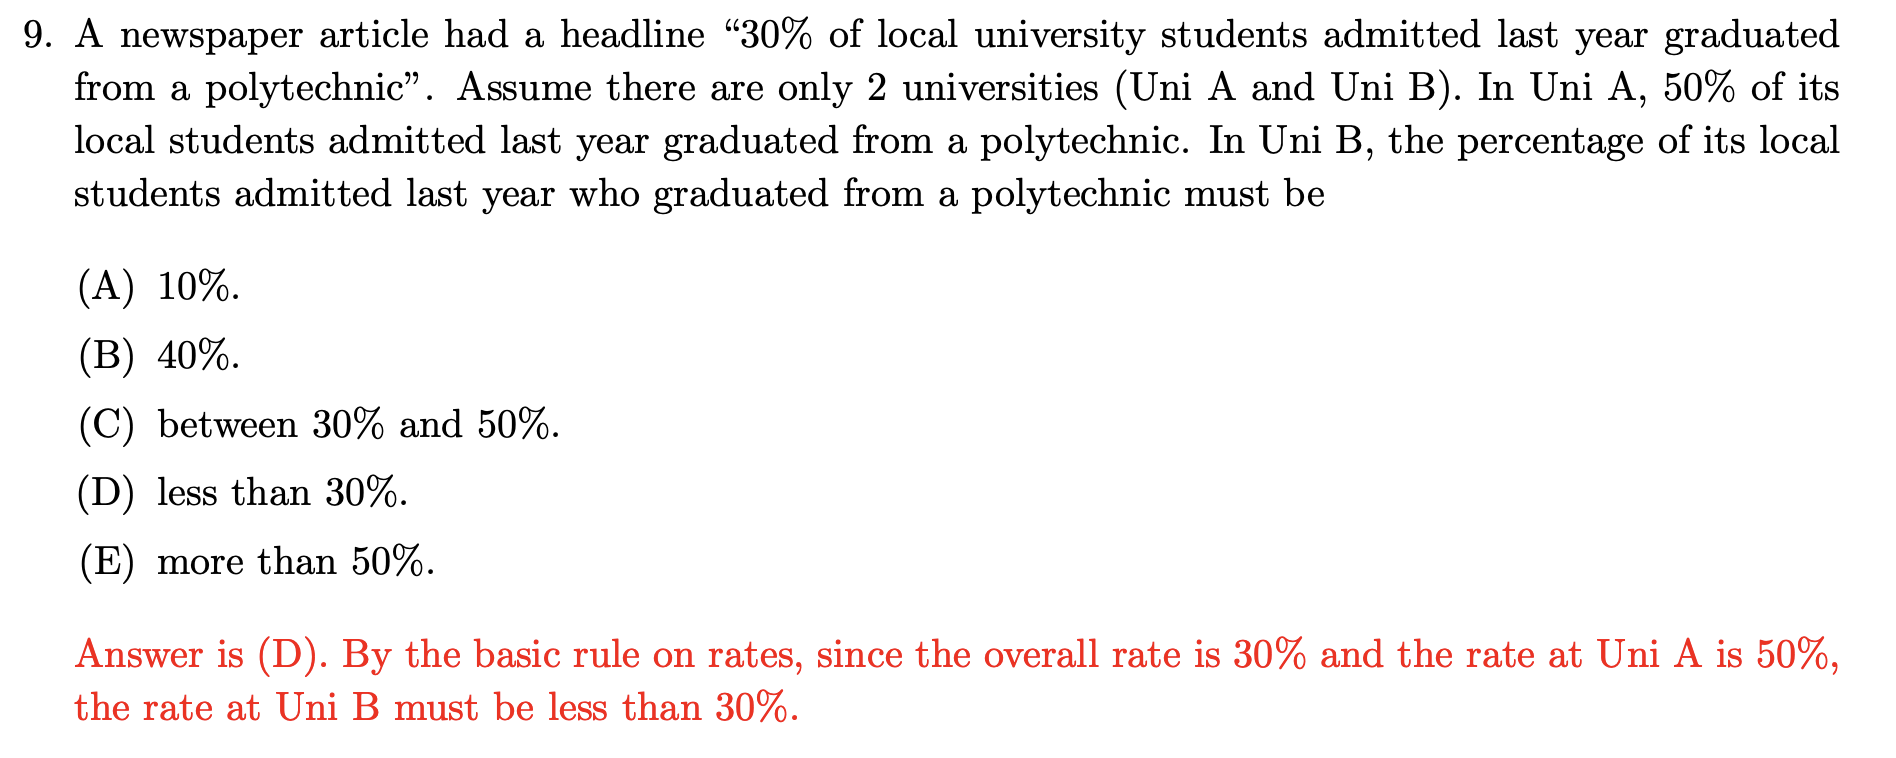 9. A newspaper article had a headline “30% of local university students admitted last year graduated
from a polytechnic”. Assume there are only 2 universities (Uni A and Uni B). In Uni A, 50% of its
local students admitted last year graduated from a polytechnic. In Uni B, the percentage of its local
students admitted last year who graduated from a polytechnic must be
(A) 10%.
(B) 40%.
(C) between 30% and 50%.
(D) less than 30%.
(E) more than 50%.
Answer is (D). By the basic rule on rates, since the overall rate is 30% and the rate at Uni A is 50%,
the rate at Uni B must be less than 30%.